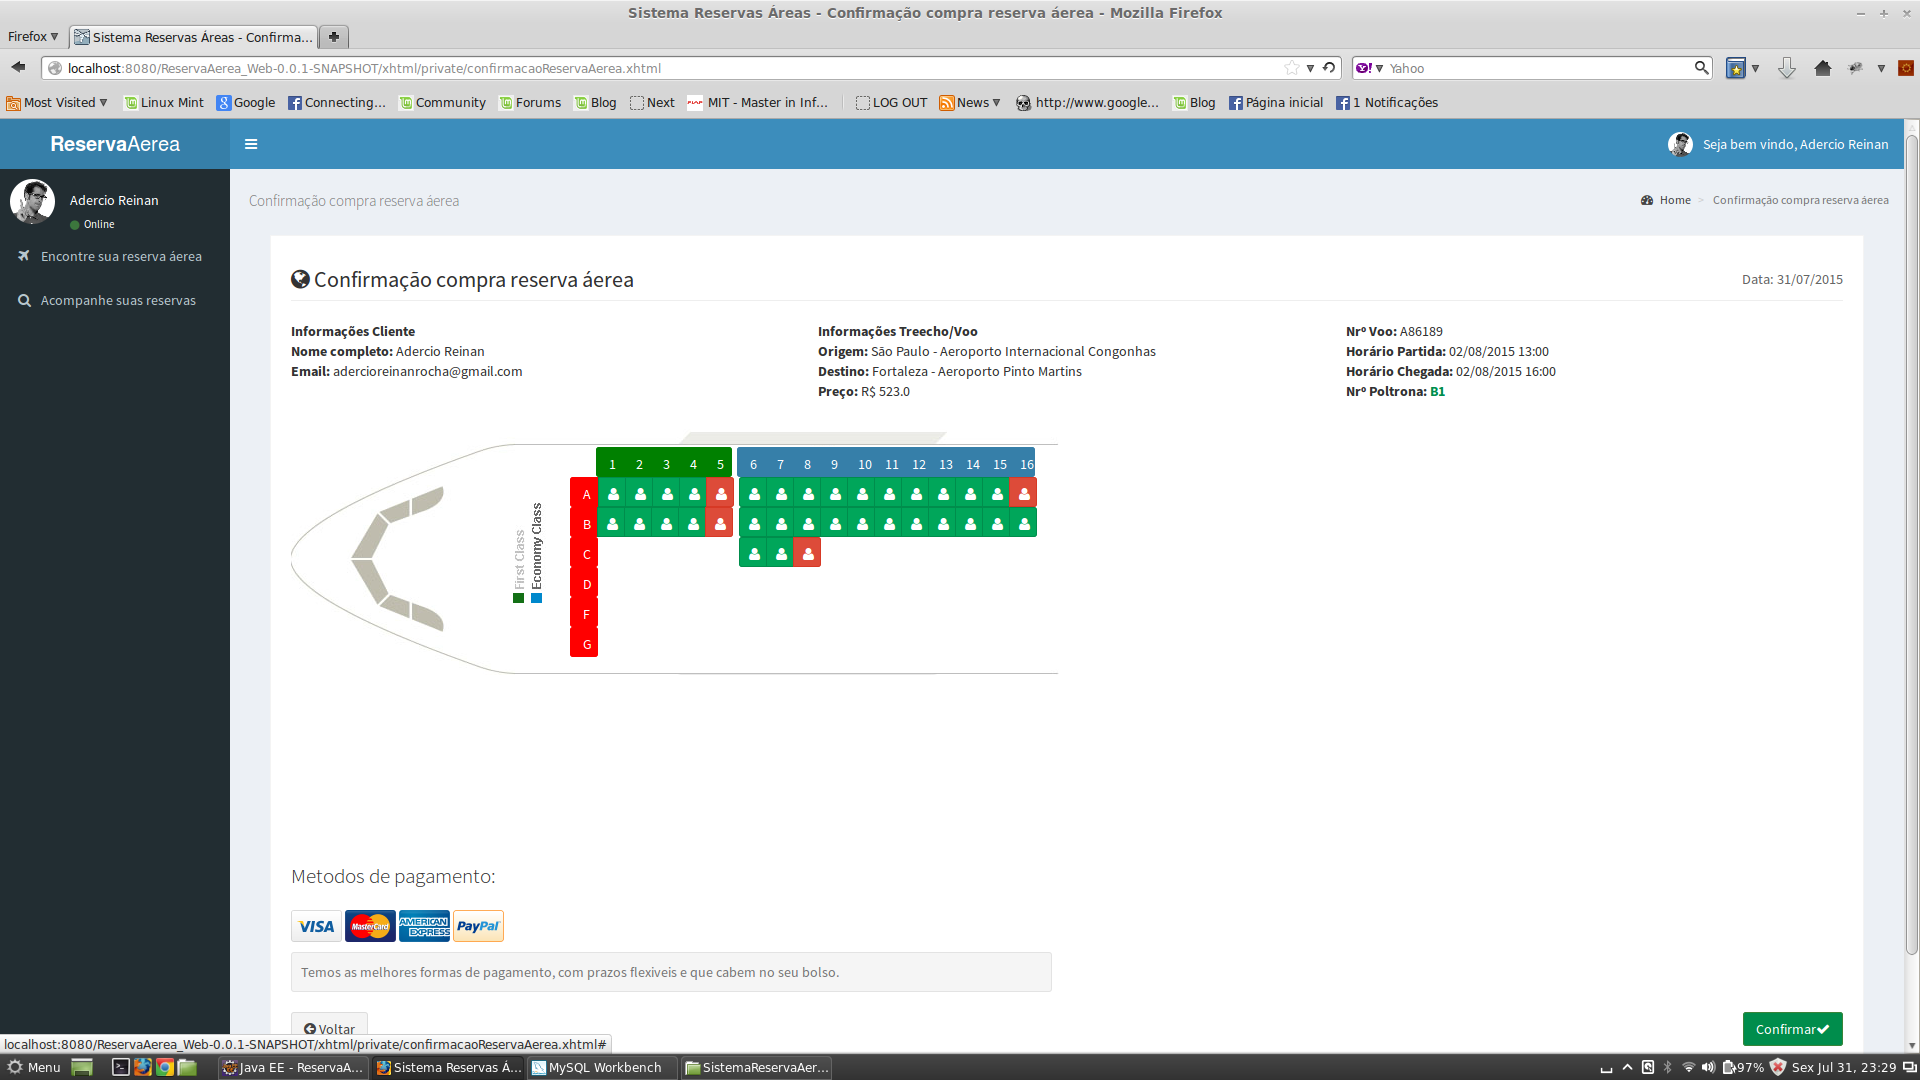 Sistema Reservas Áreas - Confirmação compra reserva áerea - Mozilla Firefox
Firefox
Sistema Reservas Áreas - Confirma...
localhost:8080/ReservaAerea_Web-0.0.1-SNAPSHOT/xhtml/private/confirmacaoReservaAerea.xhtml
Yahoo
Most Visited Linux Mint Google Connecting... Community Forums Blog Next MIT - Master in Inf... LOG OUT News http://www.google... Blog Página inicial 1 Notificações
ReservaAerea
Seja bem vindo, Adercio Reinan
Adercio Reinan
Online
Encontre sua reserva áerea
Acompanhe suas reservas
Confirmação compra reserva áerea
Home > Confirmação compra reserva áerea
Confirmação compra reserva áerea
Data: 31/07/2015
Informações Cliente
Nome completo: Adercio Reinan
Email: adercioreinanrocha@gmail.com
Informações Treecho/Voo
Origem: São Paulo - Aeroporto Internacional Congonhas
Destino: Fortaleza - Aeroporto Pinto Martins
Preço: R$ 523.0
Nrº Voo: A86189
Horário Partida: 02/08/2015 13:00
Horário Chegada: 02/08/2015 16:00
Nrº Poltrona: B1
First Class
Economy Class
1 2 3 4 5 6 7 8 9 10 11 12 13 14 15 16
A
B
C
D
F
G
Metodos de pagamento:
VISA MasterCard AMERICAN EXPRESS PayPal
Temos as melhores formas de pagamento, com prazos flexiveis e que cabem no seu bolso.
Voltar
Confirmar
localhost:8080/ReservaAerea_Web-0.0.1-SNAPSHOT/xhtml/private/confirmacaoReservaAerea.xhtml#
Menu Java EE - ReservaA... Sistema Reservas Á... MySQL Workbench SistemaReservaAer... 97% Sex Jul 31, 23:29